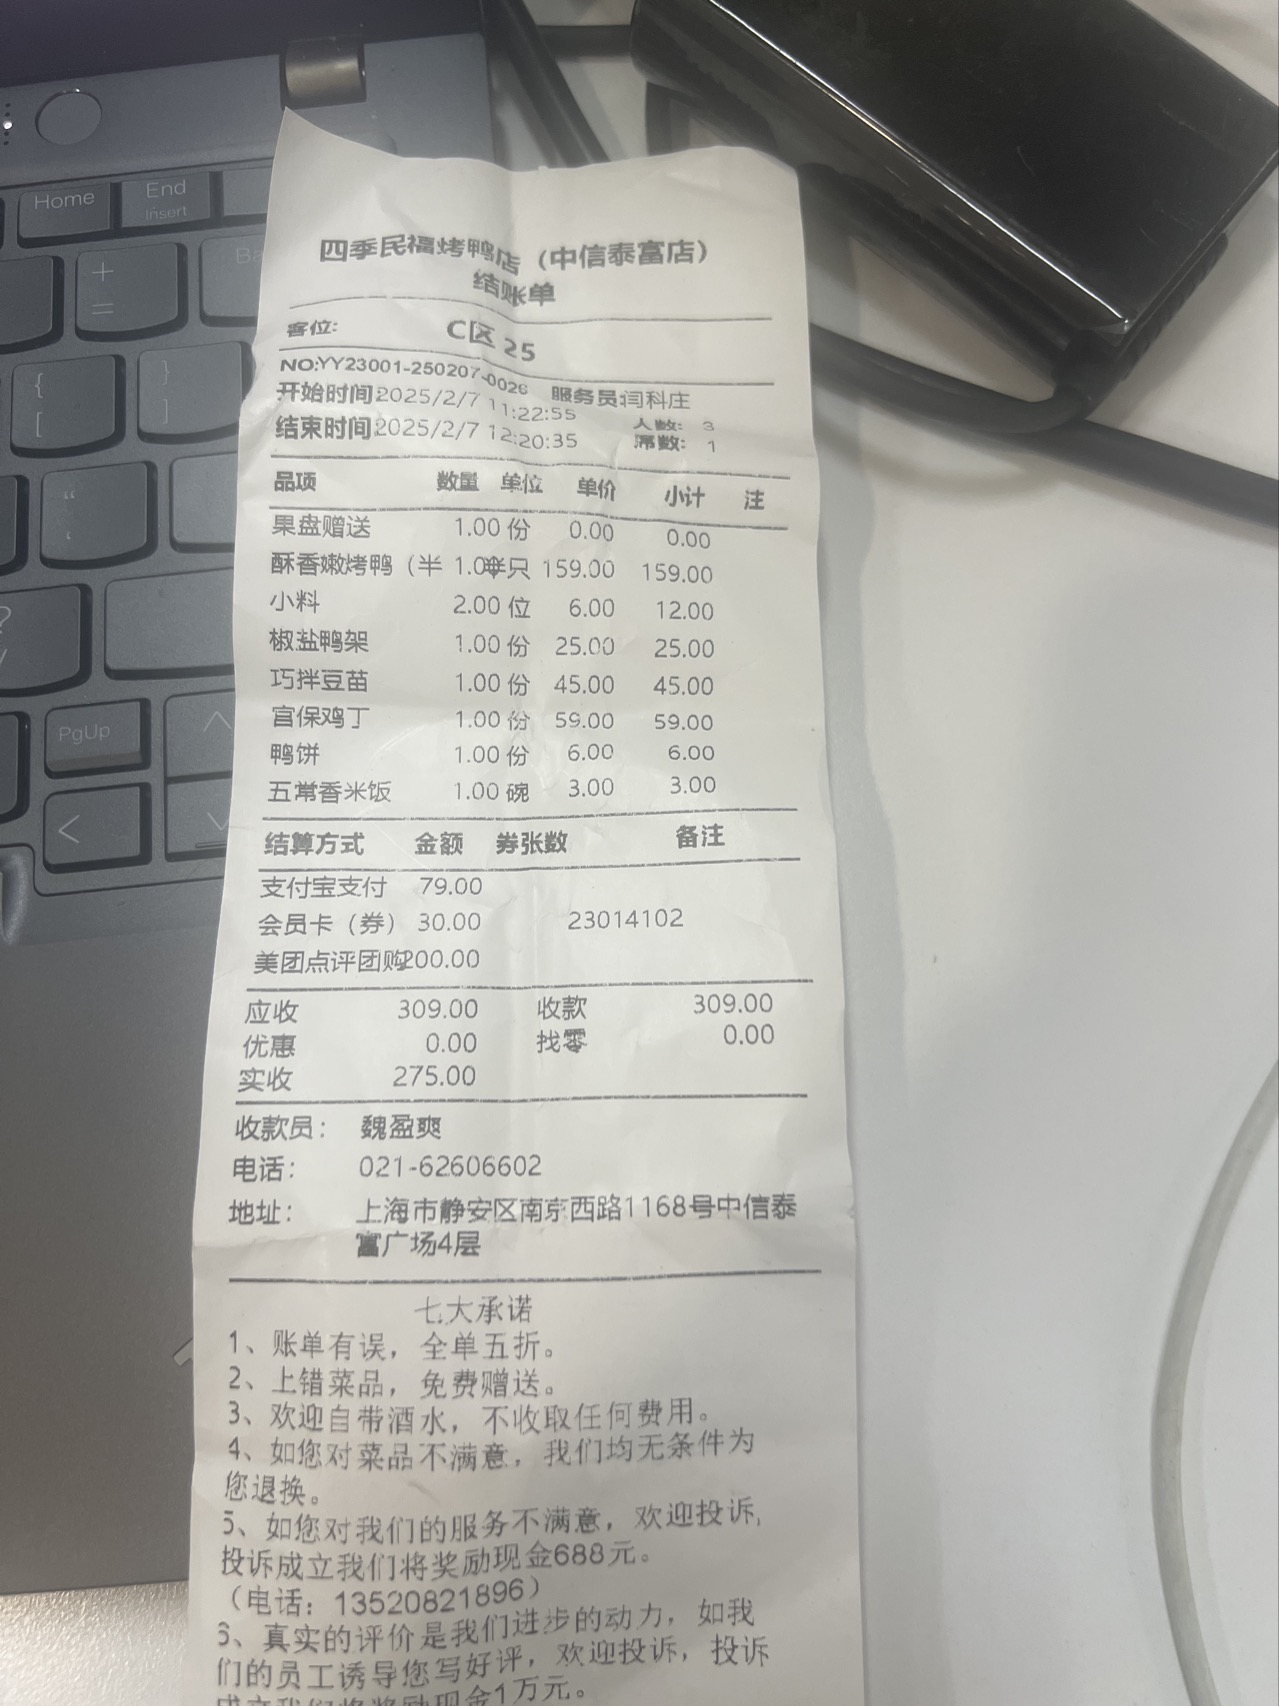 Home
End
Insert
Ba
+
=
{
[
}
]
“
‘
?
/
PgUp
四季民福烤鸭店（中信泰富店）
结账单
客位: C区 25
NO:YY23001-250207-0026 服务员:闫科庄
开始时间:2025/2/7 11:22:55 人数: 3
结束时间:2025/2/7 12:20:35 席数: 1
品项 数量 单位 单价 小计 注
果盘赠送 1.00 份 0.00 0.00
酥香嫩烤鸭（半 1.00 半只 159.00 159.00
小料 2.00 位 6.00 12.00
椒盐鸭架 1.00 份 25.00 25.00
巧拌豆苗 1.00 份 45.00 45.00
宫保鸡丁 1.00 份 59.00 59.00
鸭饼 1.00 份 6.00 6.00
五常香米饭 1.00 碗 3.00 3.00
结算方式 金额 券张数 备注
支付宝支付 79.00
会员卡（券） 30.00 23014102
美团点评团购200.00
应收 309.00 收款 309.00
优惠 0.00 找零 0.00
实收 275.00
收款员： 魏盈爽
电话： 021-62606602
地址： 上海市静安区南京西路1168号中信泰
富广场4层
七大承诺
1、账单有误，全单五折。
2、上错菜品，免费赠送。
3、欢迎自带酒水，不收取任何费用。
4、如您对菜品不满意，我们均无条件为
您退换。
5、如您对我们的服务不满意，欢迎投诉,
投诉成立我们将奖励现金688元。
（电话：13520821896）
6、真实的评价是我们进步的动力，如我
们的员工诱导您写好评，欢迎投诉，投诉
成立我们将奖励现金1万元。